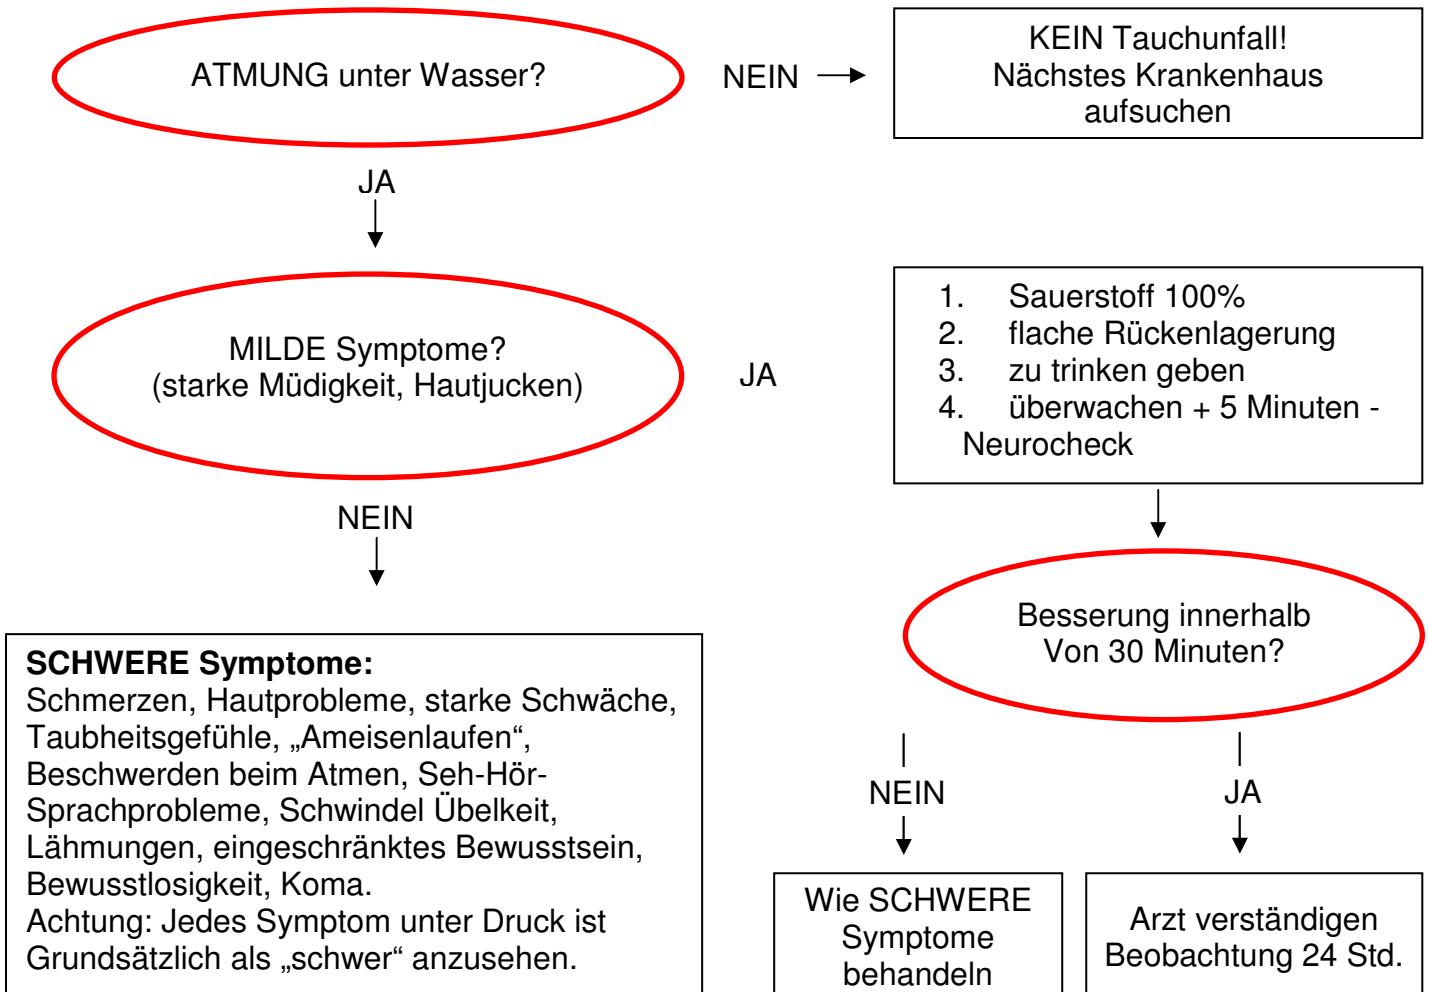 ATMUNG unter Wasser?
NEIN
KEIN Tauchunfall!
Nächstes Krankenhaus
aufsuchen
JA
MILDE Symptome?
(starke Müdigkeit, Hautjucken)
JA
1. Sauerstoff 100%
2. flache Rückenlagerung
3. zu trinken geben
4. überwachen + 5 Minuten -
Neurocheck
NEIN
Besserung innerhalb
Von 30 Minuten?
SCHWERE Symptome:
Schmerzen, Hautprobleme, starke Schwäche,
Taubheitsgefühle, „Ameisenlaufen“,
Beschwerden beim Atmen, Seh-Hör-
Sprachprobleme, Schwindel Übelkeit,
Lähmungen, eingeschränktes Bewusstsein,
Bewusstlosigkeit, Koma.
Achtung: Jedes Symptom unter Druck ist
Grundsätzlich als „schwer“ anzusehen.
NEIN
JA
Wie SCHWERE
Symptome
behandeln
Arzt verständigen
Beobachtung 24 Std.